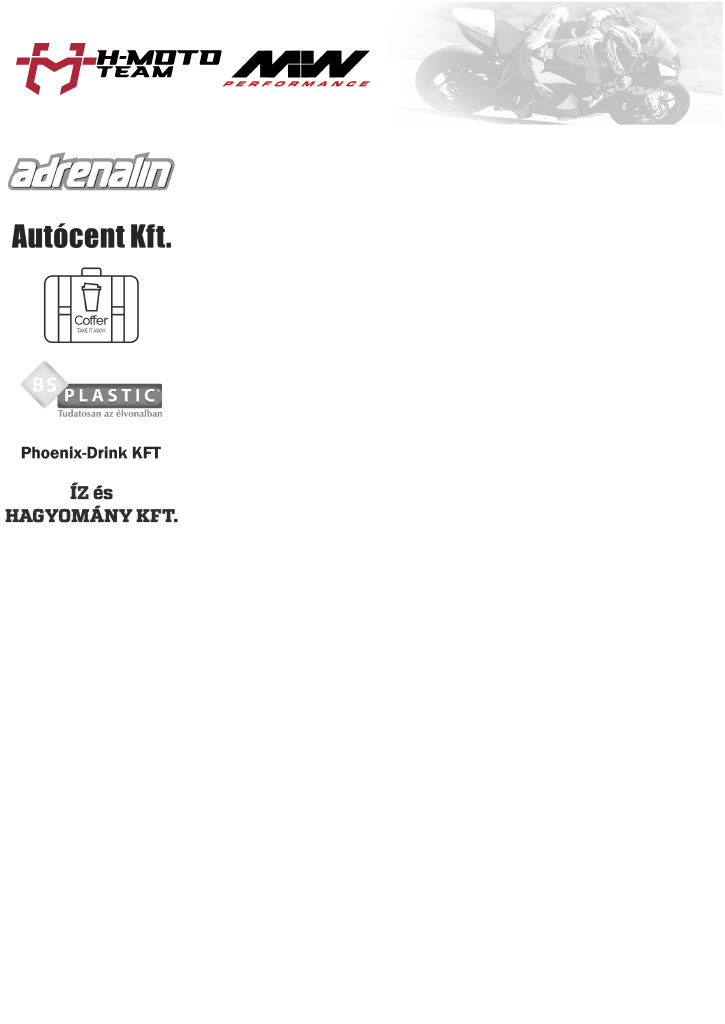 H-MOTO
TEAM
MW
PERFORMANCE
adrenalin
Autócent Kft.
Coffer
TAKE IT AWAY
BS
PLASTIC
Tudatosan az élvonalban
Phoenix-Drink KFT
ÍZ és
HAGYOMÁNY KFT.